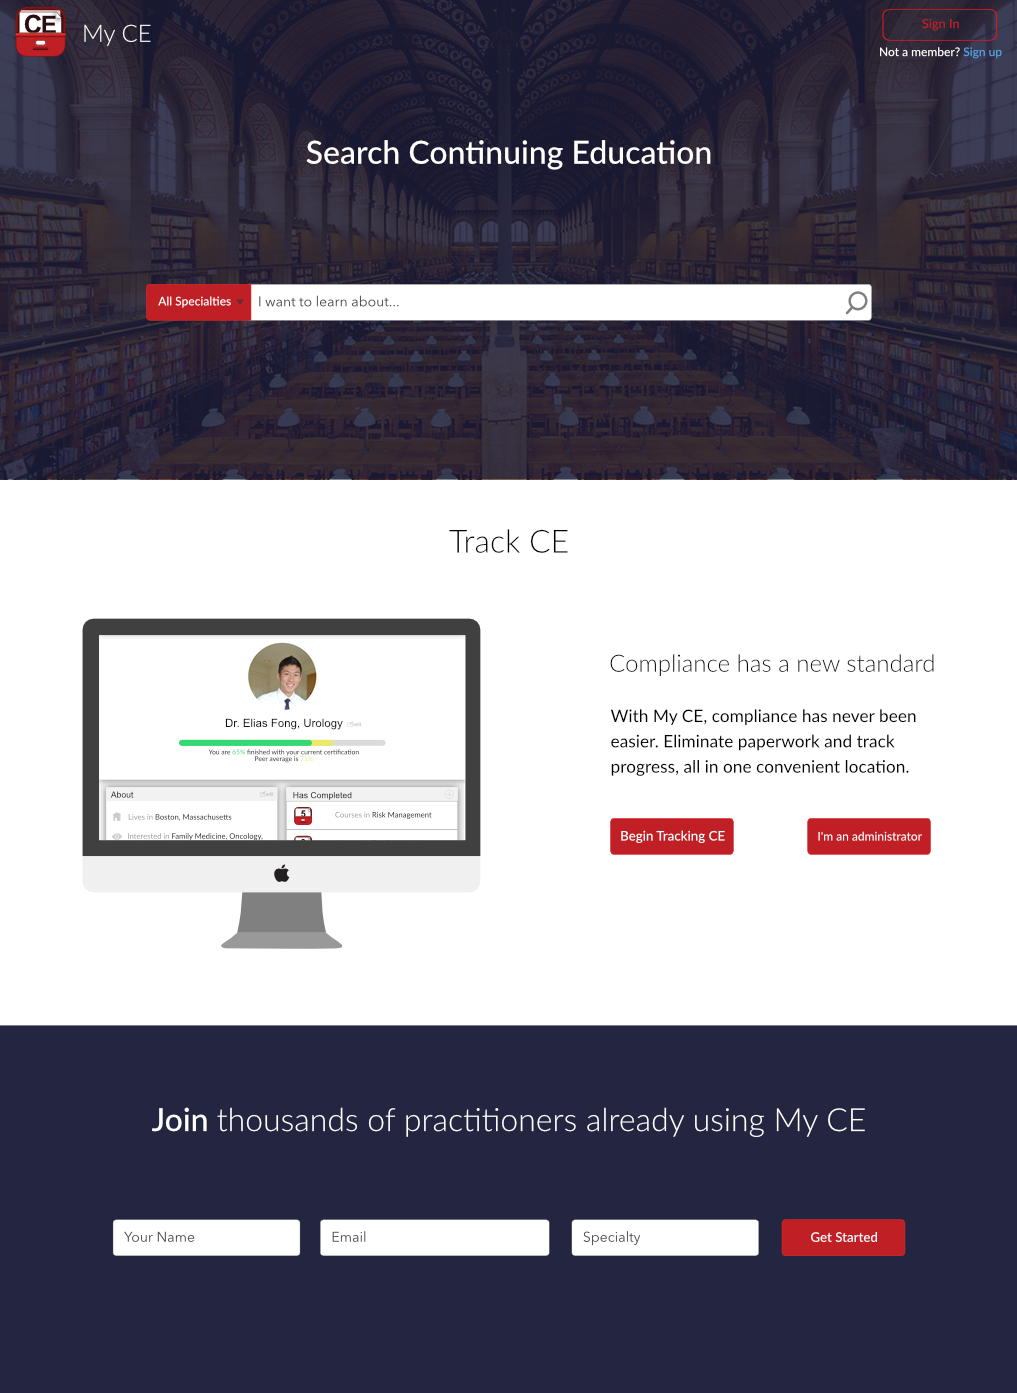 CE
My CE
Sign In
Not a member? Sign up
Search Continuing Education
All Specialties
I want to learn about...
Track CE
Dr. Elias Fong, Urology
You are 65% finished with your current certification
Peer average is 71%
About
edit
Lives in Boston, Massachusetts
Interested in Family Medicine, Oncology,
Has Completed
5
Courses in Risk Management
Compliance has a new standard
With My CE, compliance has never been
easier. Eliminate paperwork and track
progress, all in one convenient location.
Begin Tracking CE
I'm an administrator
Join thousands of practitioners already using My CE
Your Name
Email
Specialty
Get Started